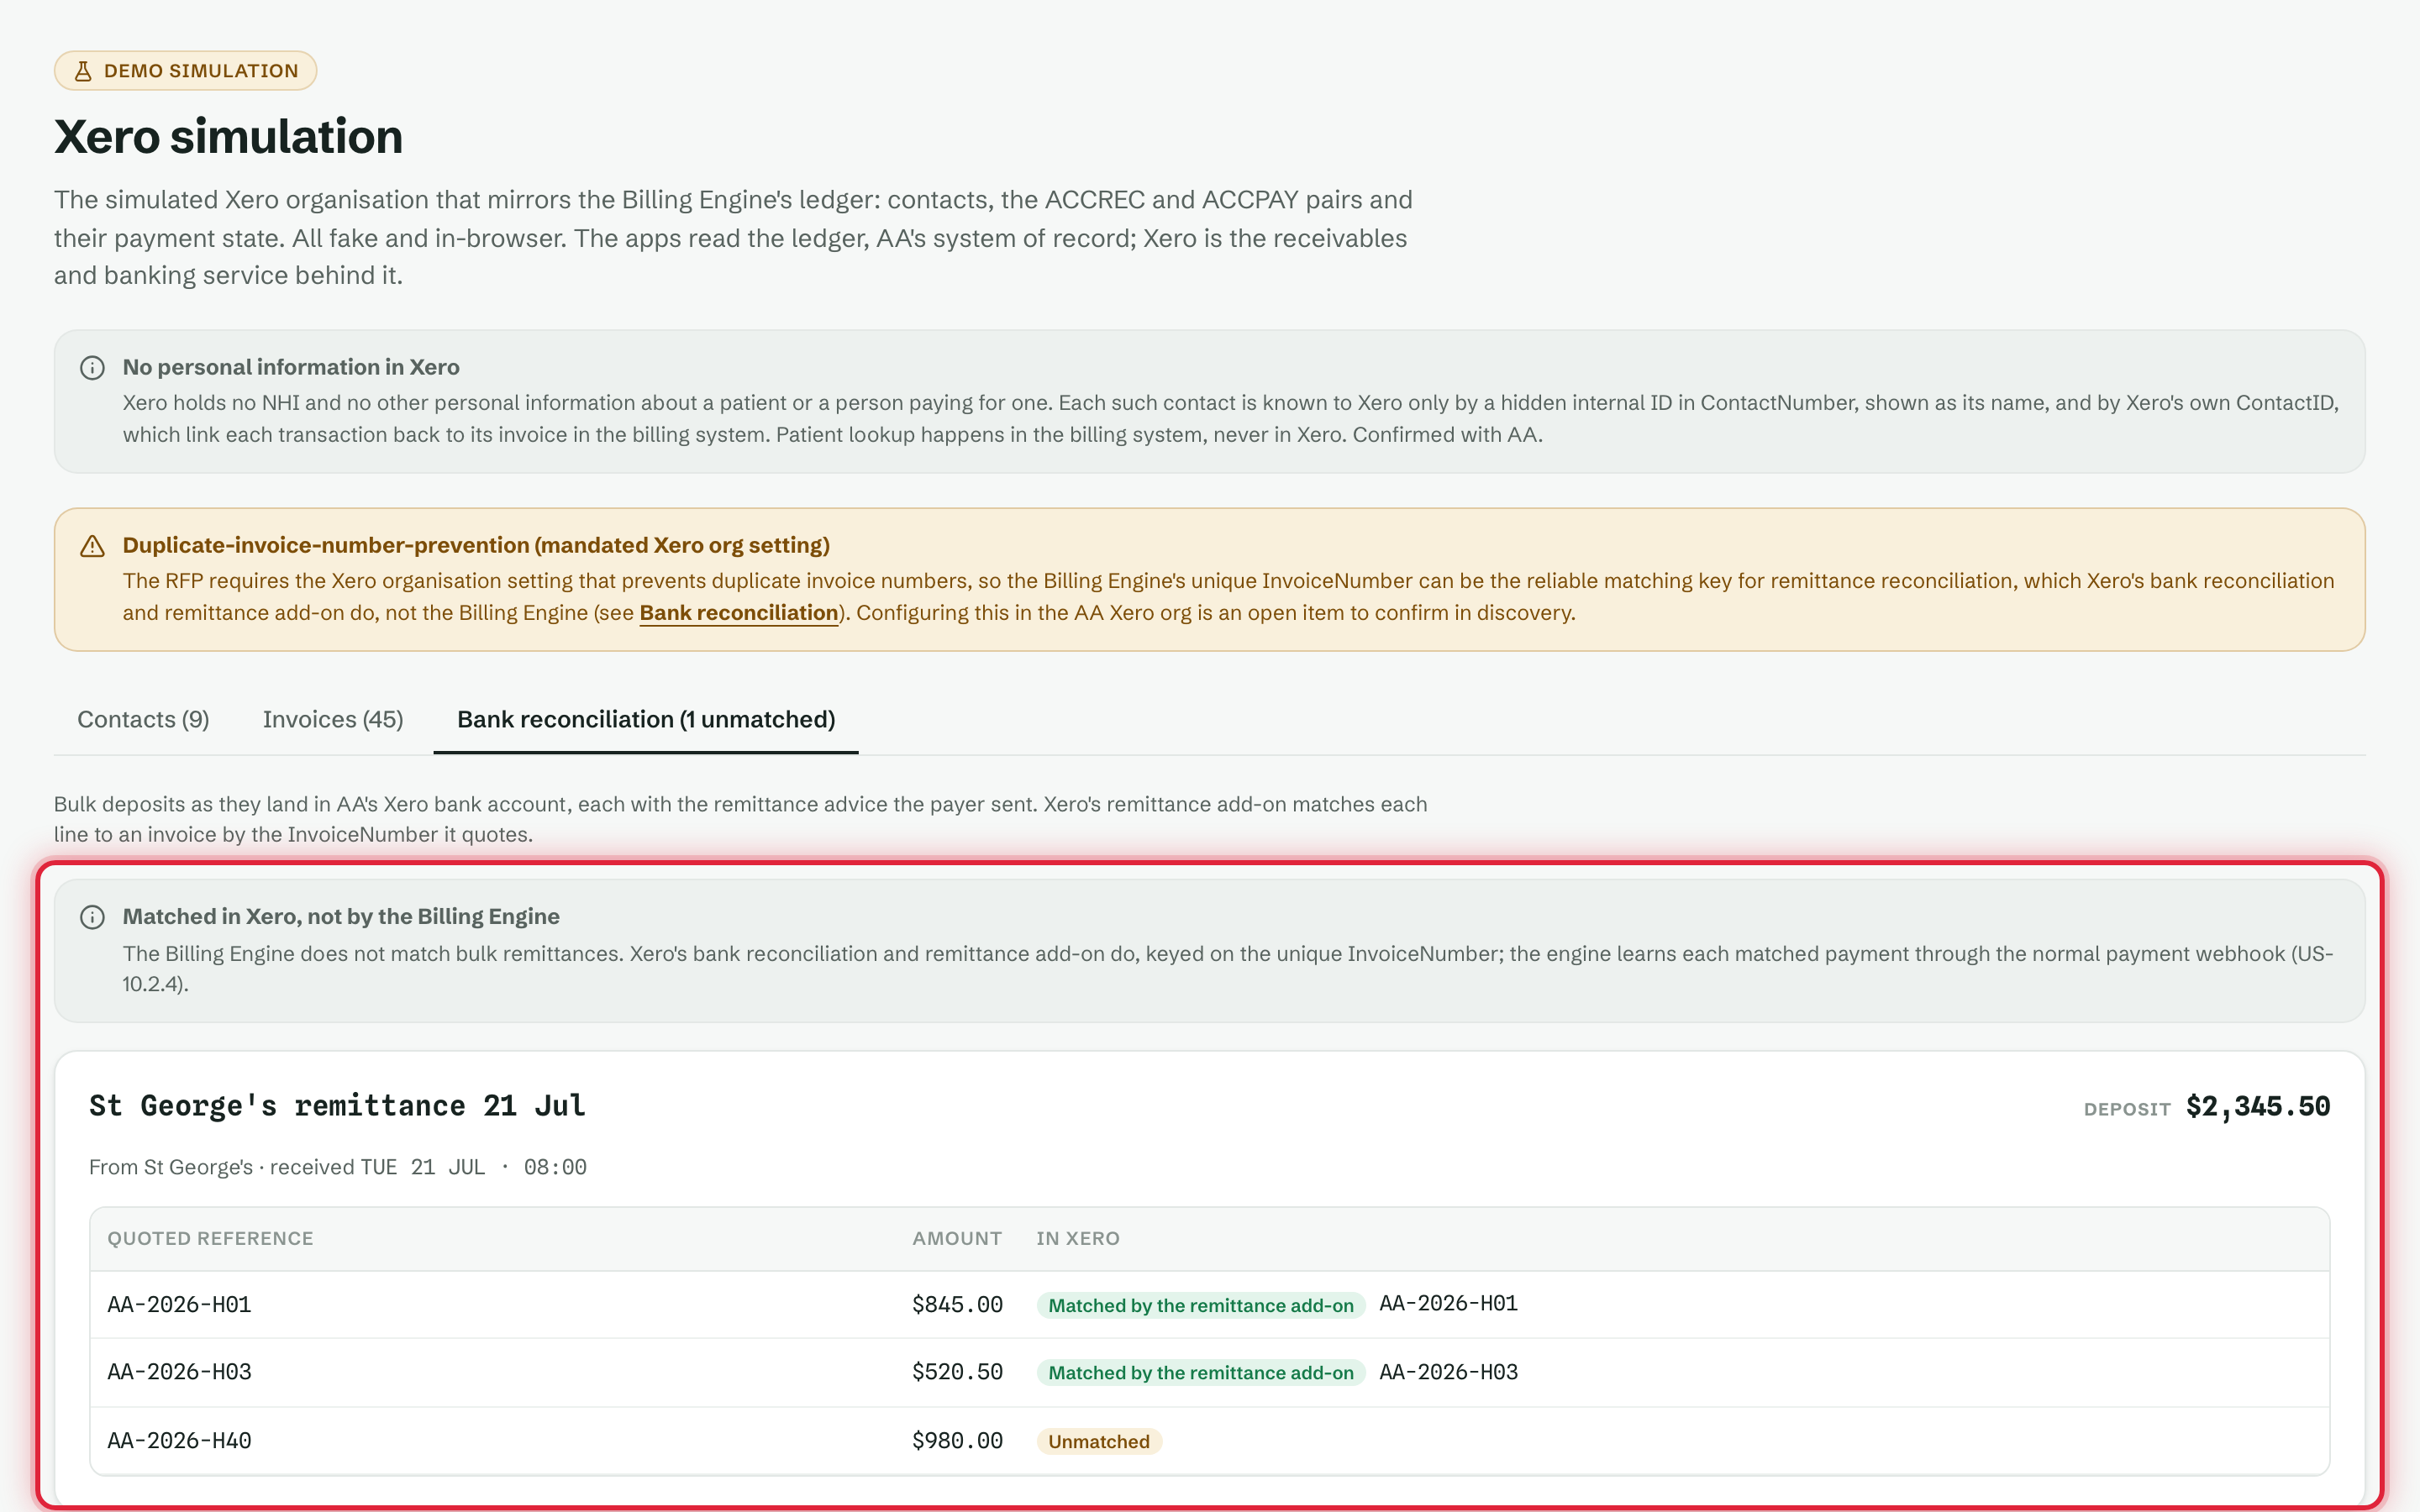 DEMO SIMULATION
Xero simulation
The simulated Xero organisation that mirrors the Billing Engine's ledger: contacts, the ACCREC and ACCPAY pairs and
their payment state. All fake and in-browser. The apps read the ledger, AA's system of record; Xero is the receivables
and banking service behind it.
No personal information in Xero
Xero holds no NHI and no other personal information about a patient or a person paying for one. Each such contact is known to Xero only by a hidden internal ID in ContactNumber, shown as its name, and by Xero's own ContactID,
which link each transaction back to its invoice in the billing system. Patient lookup happens in the billing system, never in Xero. Confirmed with AA.
Duplicate-invoice-number-prevention (mandated Xero org setting)
The RFP requires the Xero organisation setting that prevents duplicate invoice numbers, so the Billing Engine's unique InvoiceNumber can be the reliable matching key for remittance reconciliation, which Xero's bank reconciliation
and remittance add-on do, not the Billing Engine (see Bank reconciliation). Configuring this in the AA Xero org is an open item to confirm in discovery.
Contacts (9) Invoices (45) Bank reconciliation (1 unmatched)
Bulk deposits as they land in AA's Xero bank account, each with the remittance advice the payer sent. Xero's remittance add-on matches each
line to an invoice by the InvoiceNumber it quotes.
Matched in Xero, not by the Billing Engine
The Billing Engine does not match bulk remittances. Xero's bank reconciliation and remittance add-on do, keyed on the unique InvoiceNumber; the engine learns each matched payment through the normal payment webhook (US-
10.2.4).
St George's remittance 21 Jul DEPOSIT $2,345.50
From St George's · received TUE 21 JUL · 08:00
QUOTED REFERENCE AMOUNT IN XERO
AA-2026-H01 $845.00 Matched by the remittance add-on AA-2026-H01
AA-2026-H03 $520.50 Matched by the remittance add-on AA-2026-H03
AA-2026-H40 $980.00 Unmatched